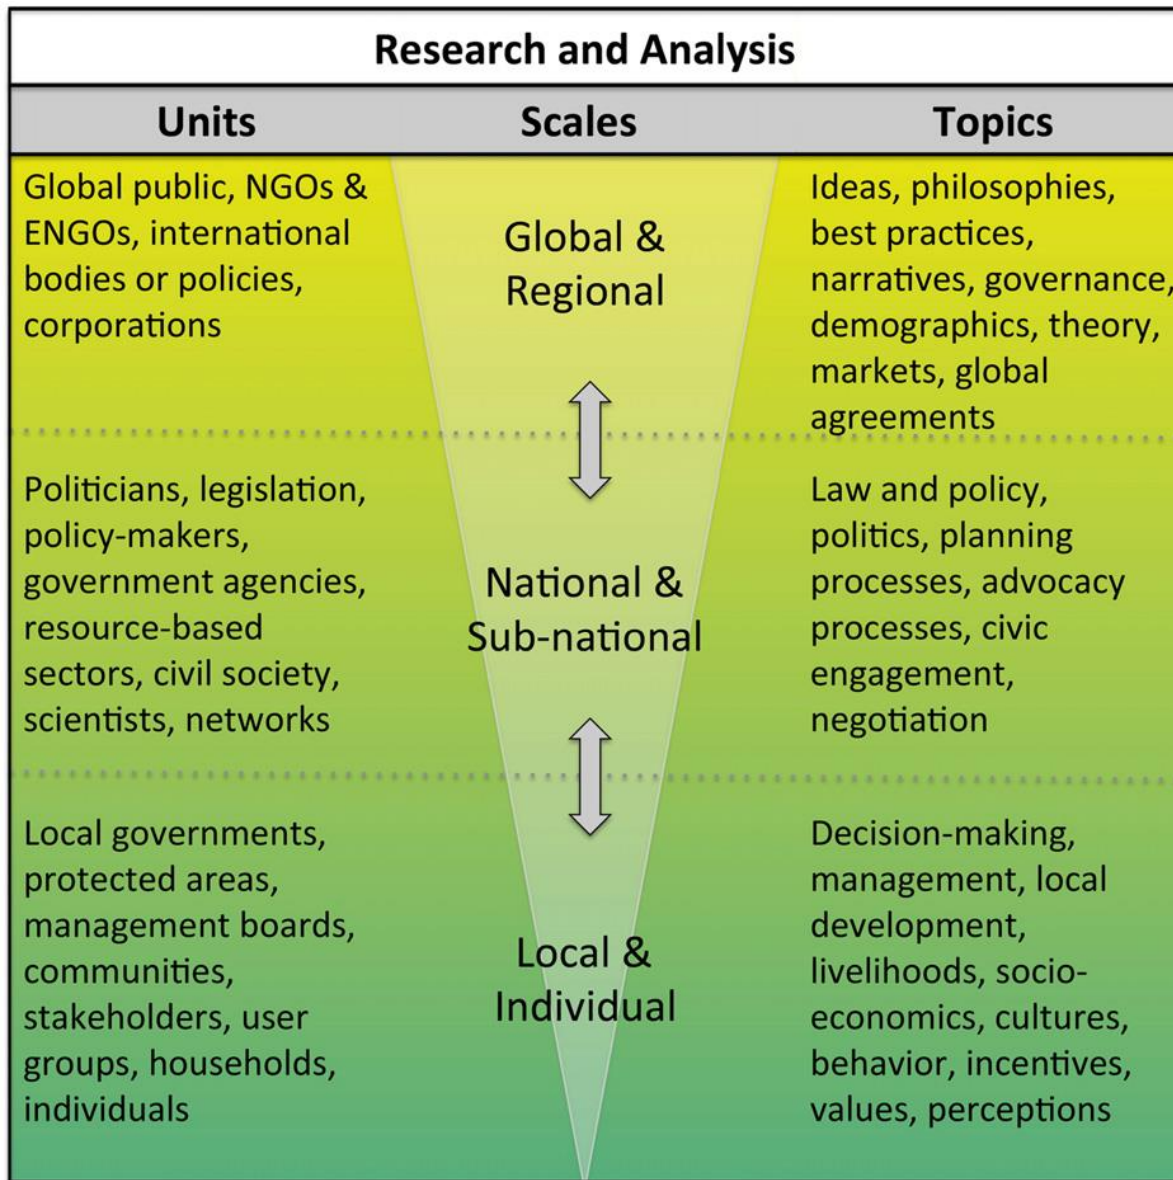 Research and Analysis
Units
Scales
Topics
Global public, NGOs &
ENGOs, international
bodies or policies,
corporations
Global &
Regional
Ideas, philosophies,
best practices,
narratives, governance,
demographics, theory,
markets, global
agreements
Politicians, legislation,
policy-makers,
government agencies,
resource-based
sectors, civil society,
scientists, networks
National &
Sub-national
Law and policy,
politics, planning
processes, advocacy
processes, civic
engagement,
negotiation
Local governments,
protected areas,
management boards,
communities,
stakeholders, user
groups, households,
individuals
Local &
Individual
Decision-making,
management, local
development,
livelihoods, socio-
economics, cultures,
behavior, incentives,
values, perceptions